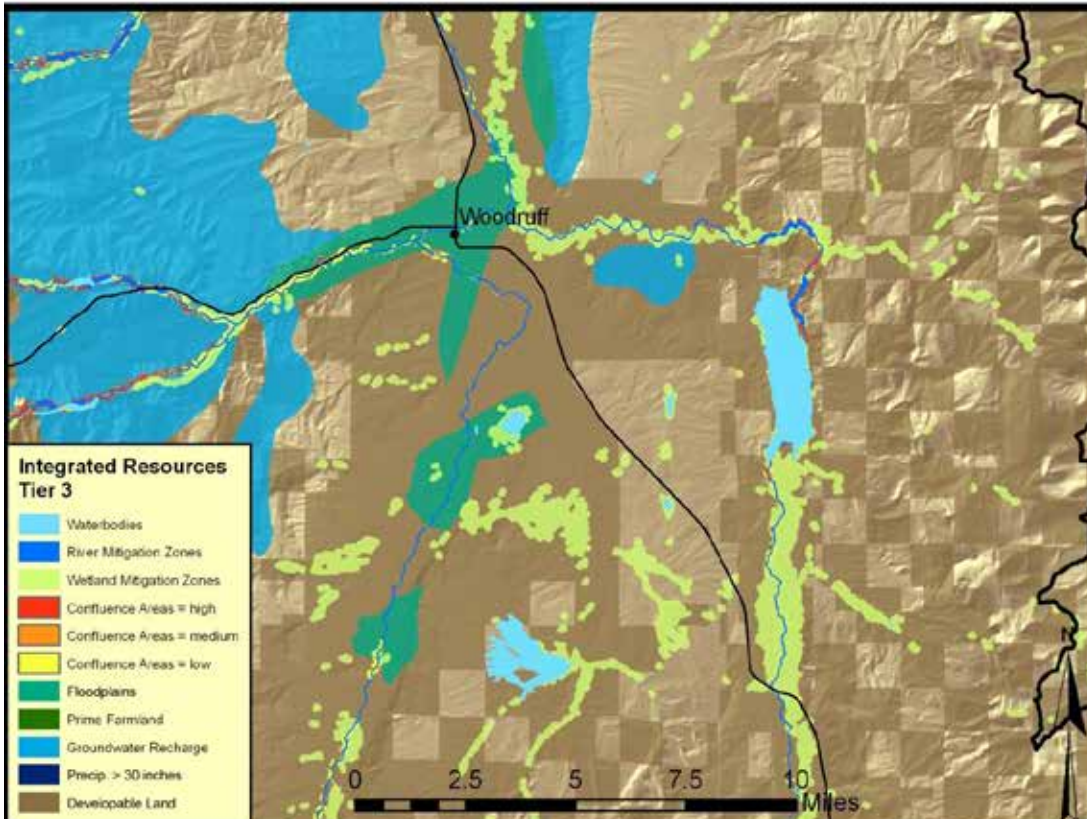 Woodruff
Integrated Resources
Tier 3
Waterbodies
River Mitigation Zones
Wetland Mitigation Zones
Confluence Areas = high
Confluence Areas = medium
Confluence Areas = low
Floodplains
Prime Farmland
Groundwater Recharge
Precip. > 30 inches
Developable Land
N
0 2.5 5 7.5 10
Miles